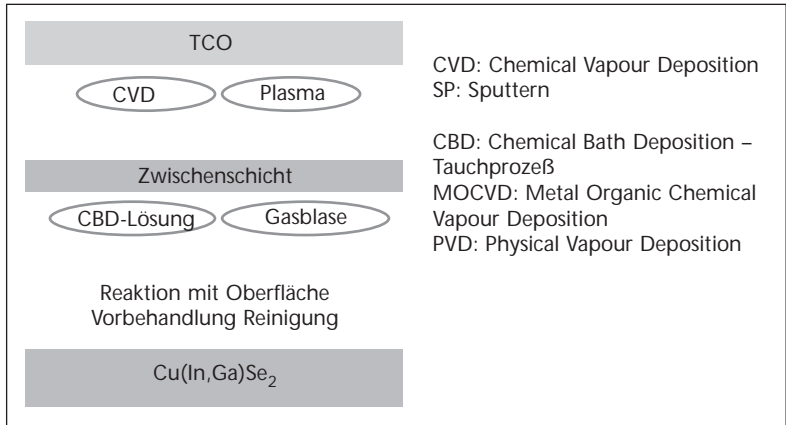 TCO
CVD
Plasma
Zwischenschicht
CBD-Lösung
Gasblase
Reaktion mit Oberfläche
Vorbehandlung Reinigung
Cu(In,Ga)Se₂
CVD: Chemical Vapour Deposition
SP: Sputtern
CBD: Chemical Bath Deposition –
Tauchprozeß
MOCVD: Metal Organic Chemical
Vapour Deposition
PVD: Physical Vapour Deposition